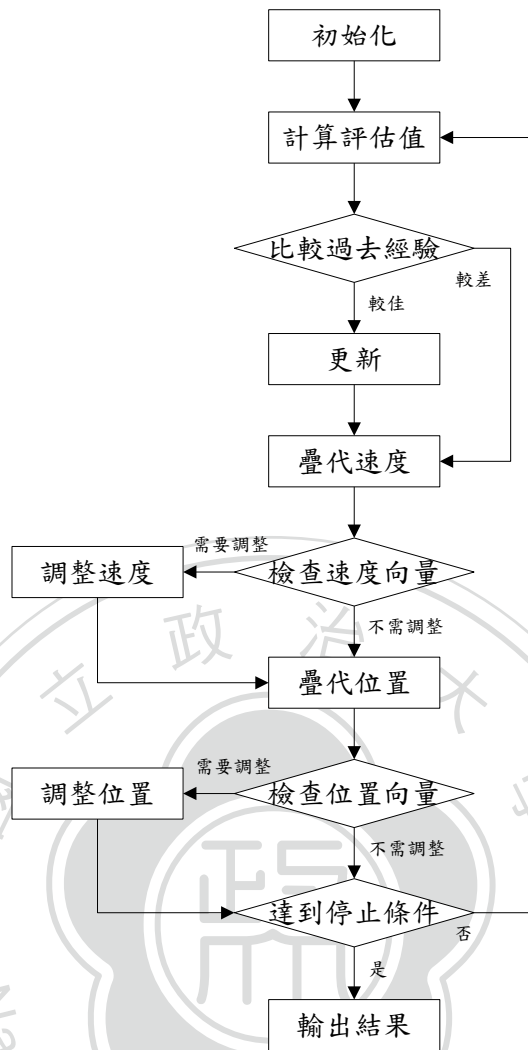 初始化
計算評估值
比較過去經驗
較差
較佳
更新
疊代速度
需要調整
調整速度
檢查速度向量
不需調整
疊代位置
需要調整
調整位置
檢查位置向量
不需調整
達到停止條件
否
是
輸出結果
立
政
治
大